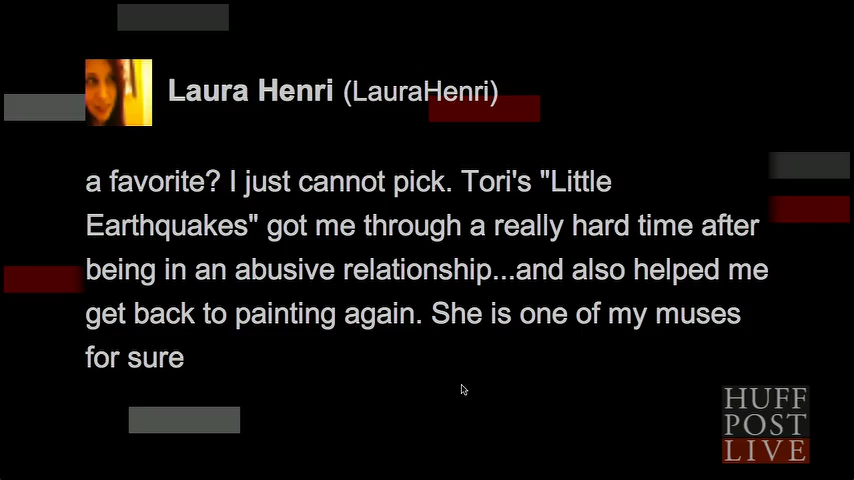 Laura Henri (LauraHenri)
a favorite? I just cannot pick. Tori's "Little
Earthquakes" got me through a really hard time after
being in an abusive relationship...and also helped me
get back to painting again. She is one of my muses
for sure
HUFF
POST
LIVE